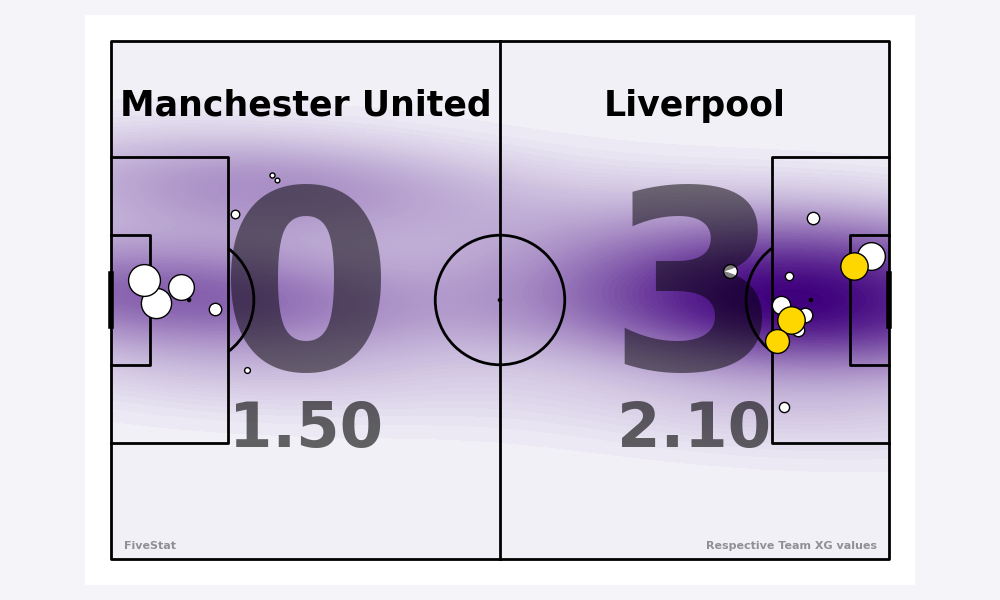 Manchester United
Liverpool
0
3
1.50
2.10
FiveStat
Respective Team XG values